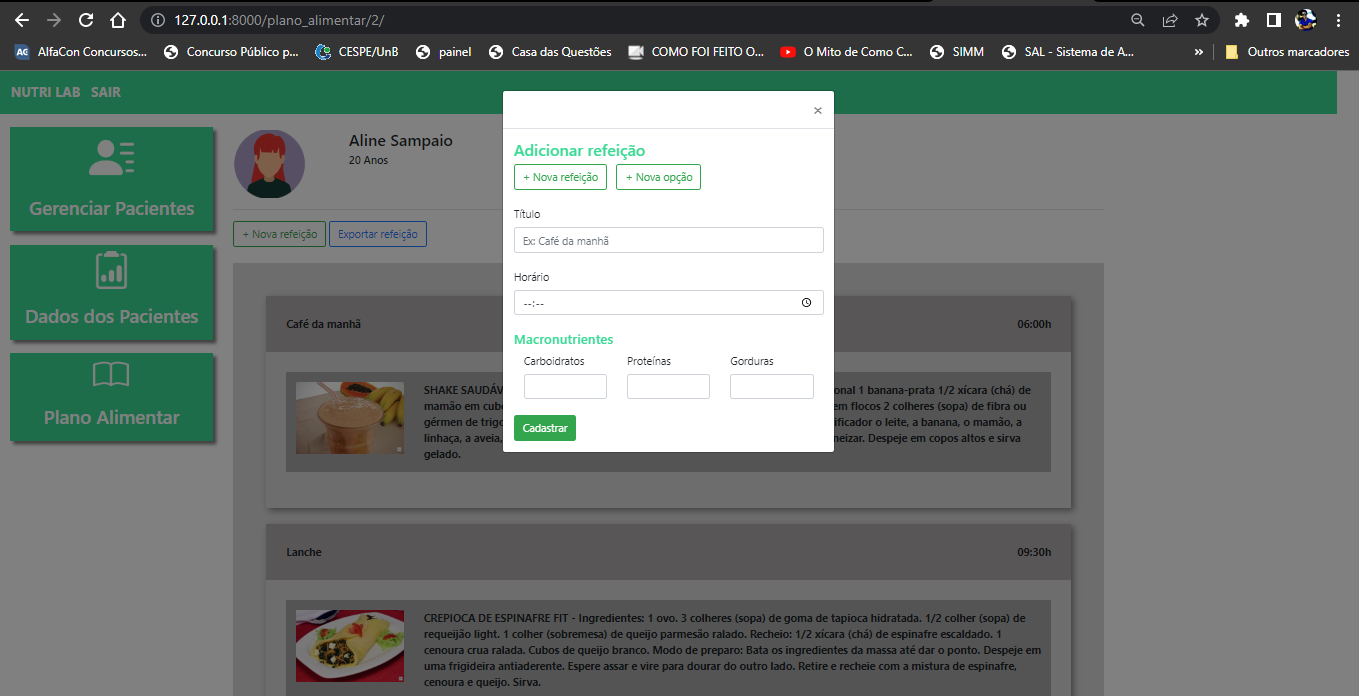 127.0.0.1:8000/plano_alimentar/2/
AlfaCon Concursos... Concurso Público p... CESPE/UnB painel Casa das Questões COMO FOI FEITO O... O Mito de Como C... SIMM SAL - Sistema de A... » Outros marcadores
NUTRI LAB SAIR
Gerenciar Pacientes
Dados dos Pacientes
Plano Alimentar
Aline Sampaio
20 Anos
+ Nova refeição Exportar refeição
×
Adicionar refeição
+ Nova refeição + Nova opção
Título
Ex: Café da manhã
Horário
--:--
Macronutrientes
Carboidratos Proteínas Gorduras
Cadastrar
Café da manhã 06:00h
SHAKE SAUDÁV onal 1 banana-prata 1/2 xícara (chá) de
mamão em cub em flocos 2 colheres (sopa) de fibra ou
gérmen de trigo ificador o leite, a banana, o mamão, a
linhaça, a aveia, neizar. Despeje em copos altos e sirva
gelado.
Lanche 09:30h
CREPIOCA DE ESPINAFRE FIT - Ingredientes: 1 ovo. 3 colheres (sopa) de goma de tapioca hidratada. 1/2 colher (sopa) de
requeijão light. 1 colher (sobremesa) de queijo parmesão ralado. Recheio: 1/2 xícara (chá) de espinafre escaldado. 1
cenoura crua ralada. Cubos de queijo branco. Modo de preparo: Bata os ingredientes da massa até dar o ponto. Despeje em
uma frigideira antiaderente. Espere assar e vire para dourar do outro lado. Retire e recheie com a mistura de espinafre,
cenoura e queijo. Sirva.